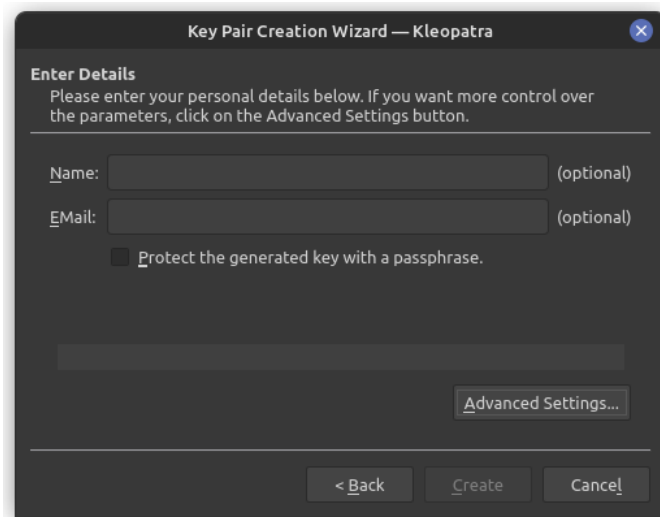 Key Pair Creation Wizard — Kleopatra
Enter Details
Please enter your personal details below. If you want more control over
the parameters, click on the Advanced Settings button.
Name: (optional)
EMail: (optional)
Protect the generated key with a passphrase.
Advanced Settings...
< Back Create Cancel